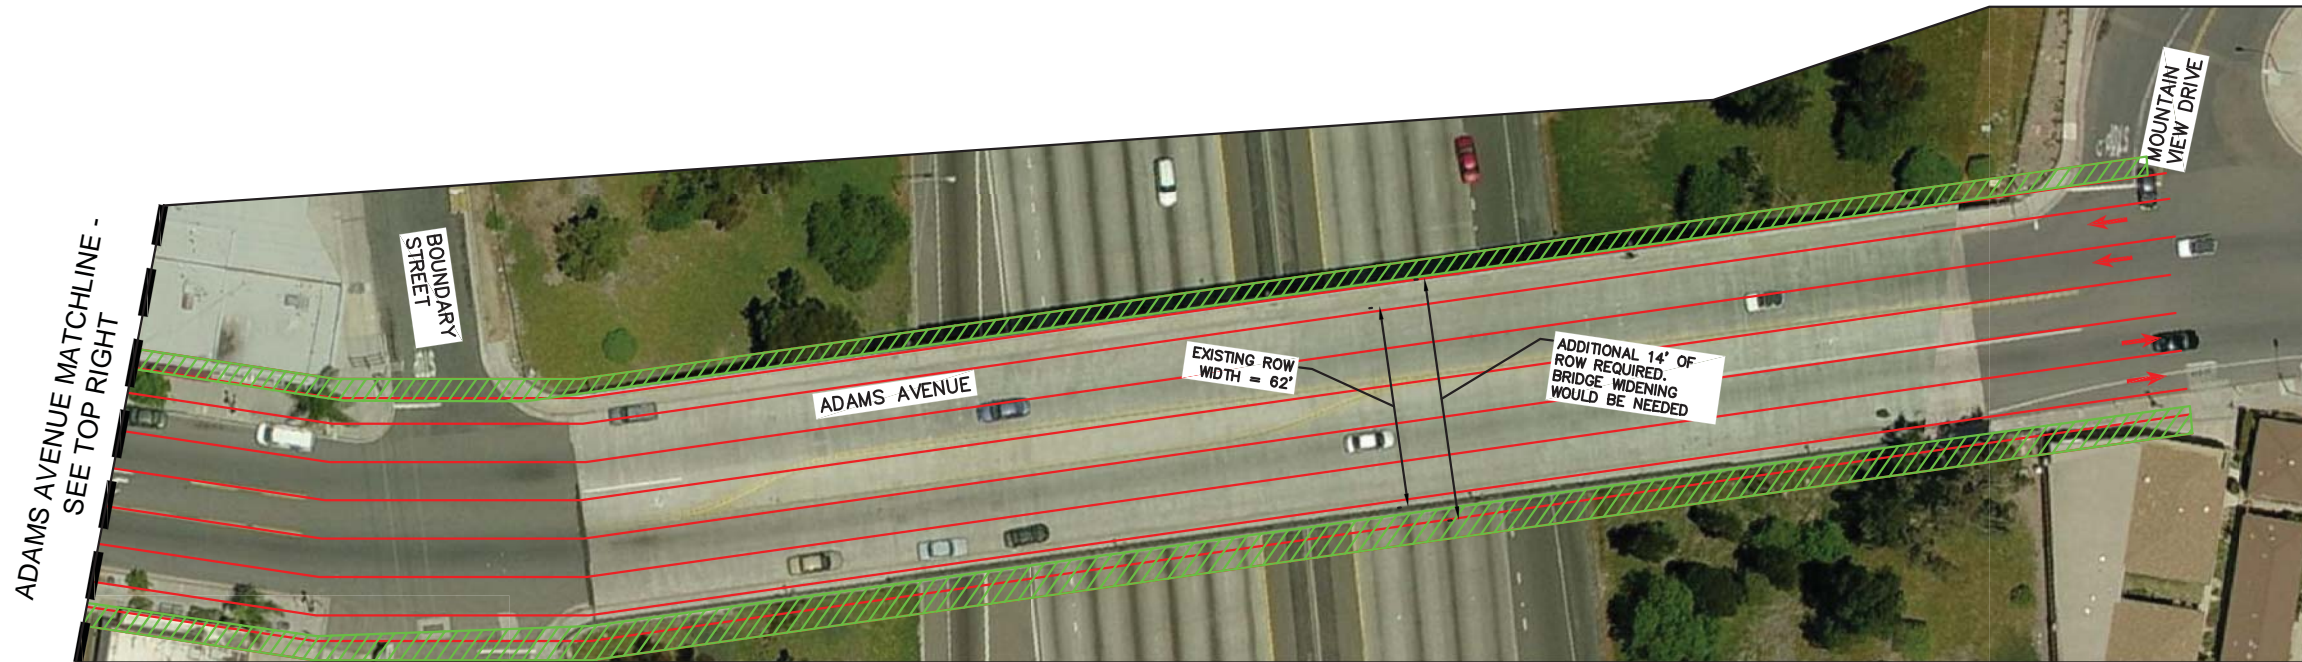 ADAMS AVENUE MATCHLINE -
SEE TOP RIGHT
BOUNDARY
STREET
ADAMS AVENUE
EXISTING ROW
WIDTH = 62'
ADDITIONAL 14' OF
ROW REQUIRED.
BRIDGE WIDENING
WOULD BE NEEDED
MOUNTAIN
VIEW DRIVE